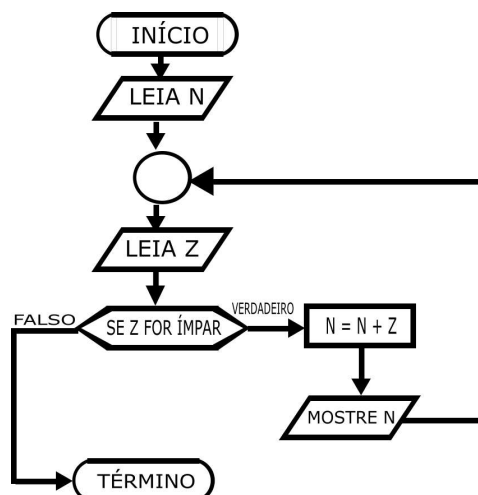 INÍCIO
LEIA N
LEIA Z
FALSO
SE Z FOR ÍMPAR
VERDADEIRO
N = N + Z
MOSTRE N
TÉRMINO